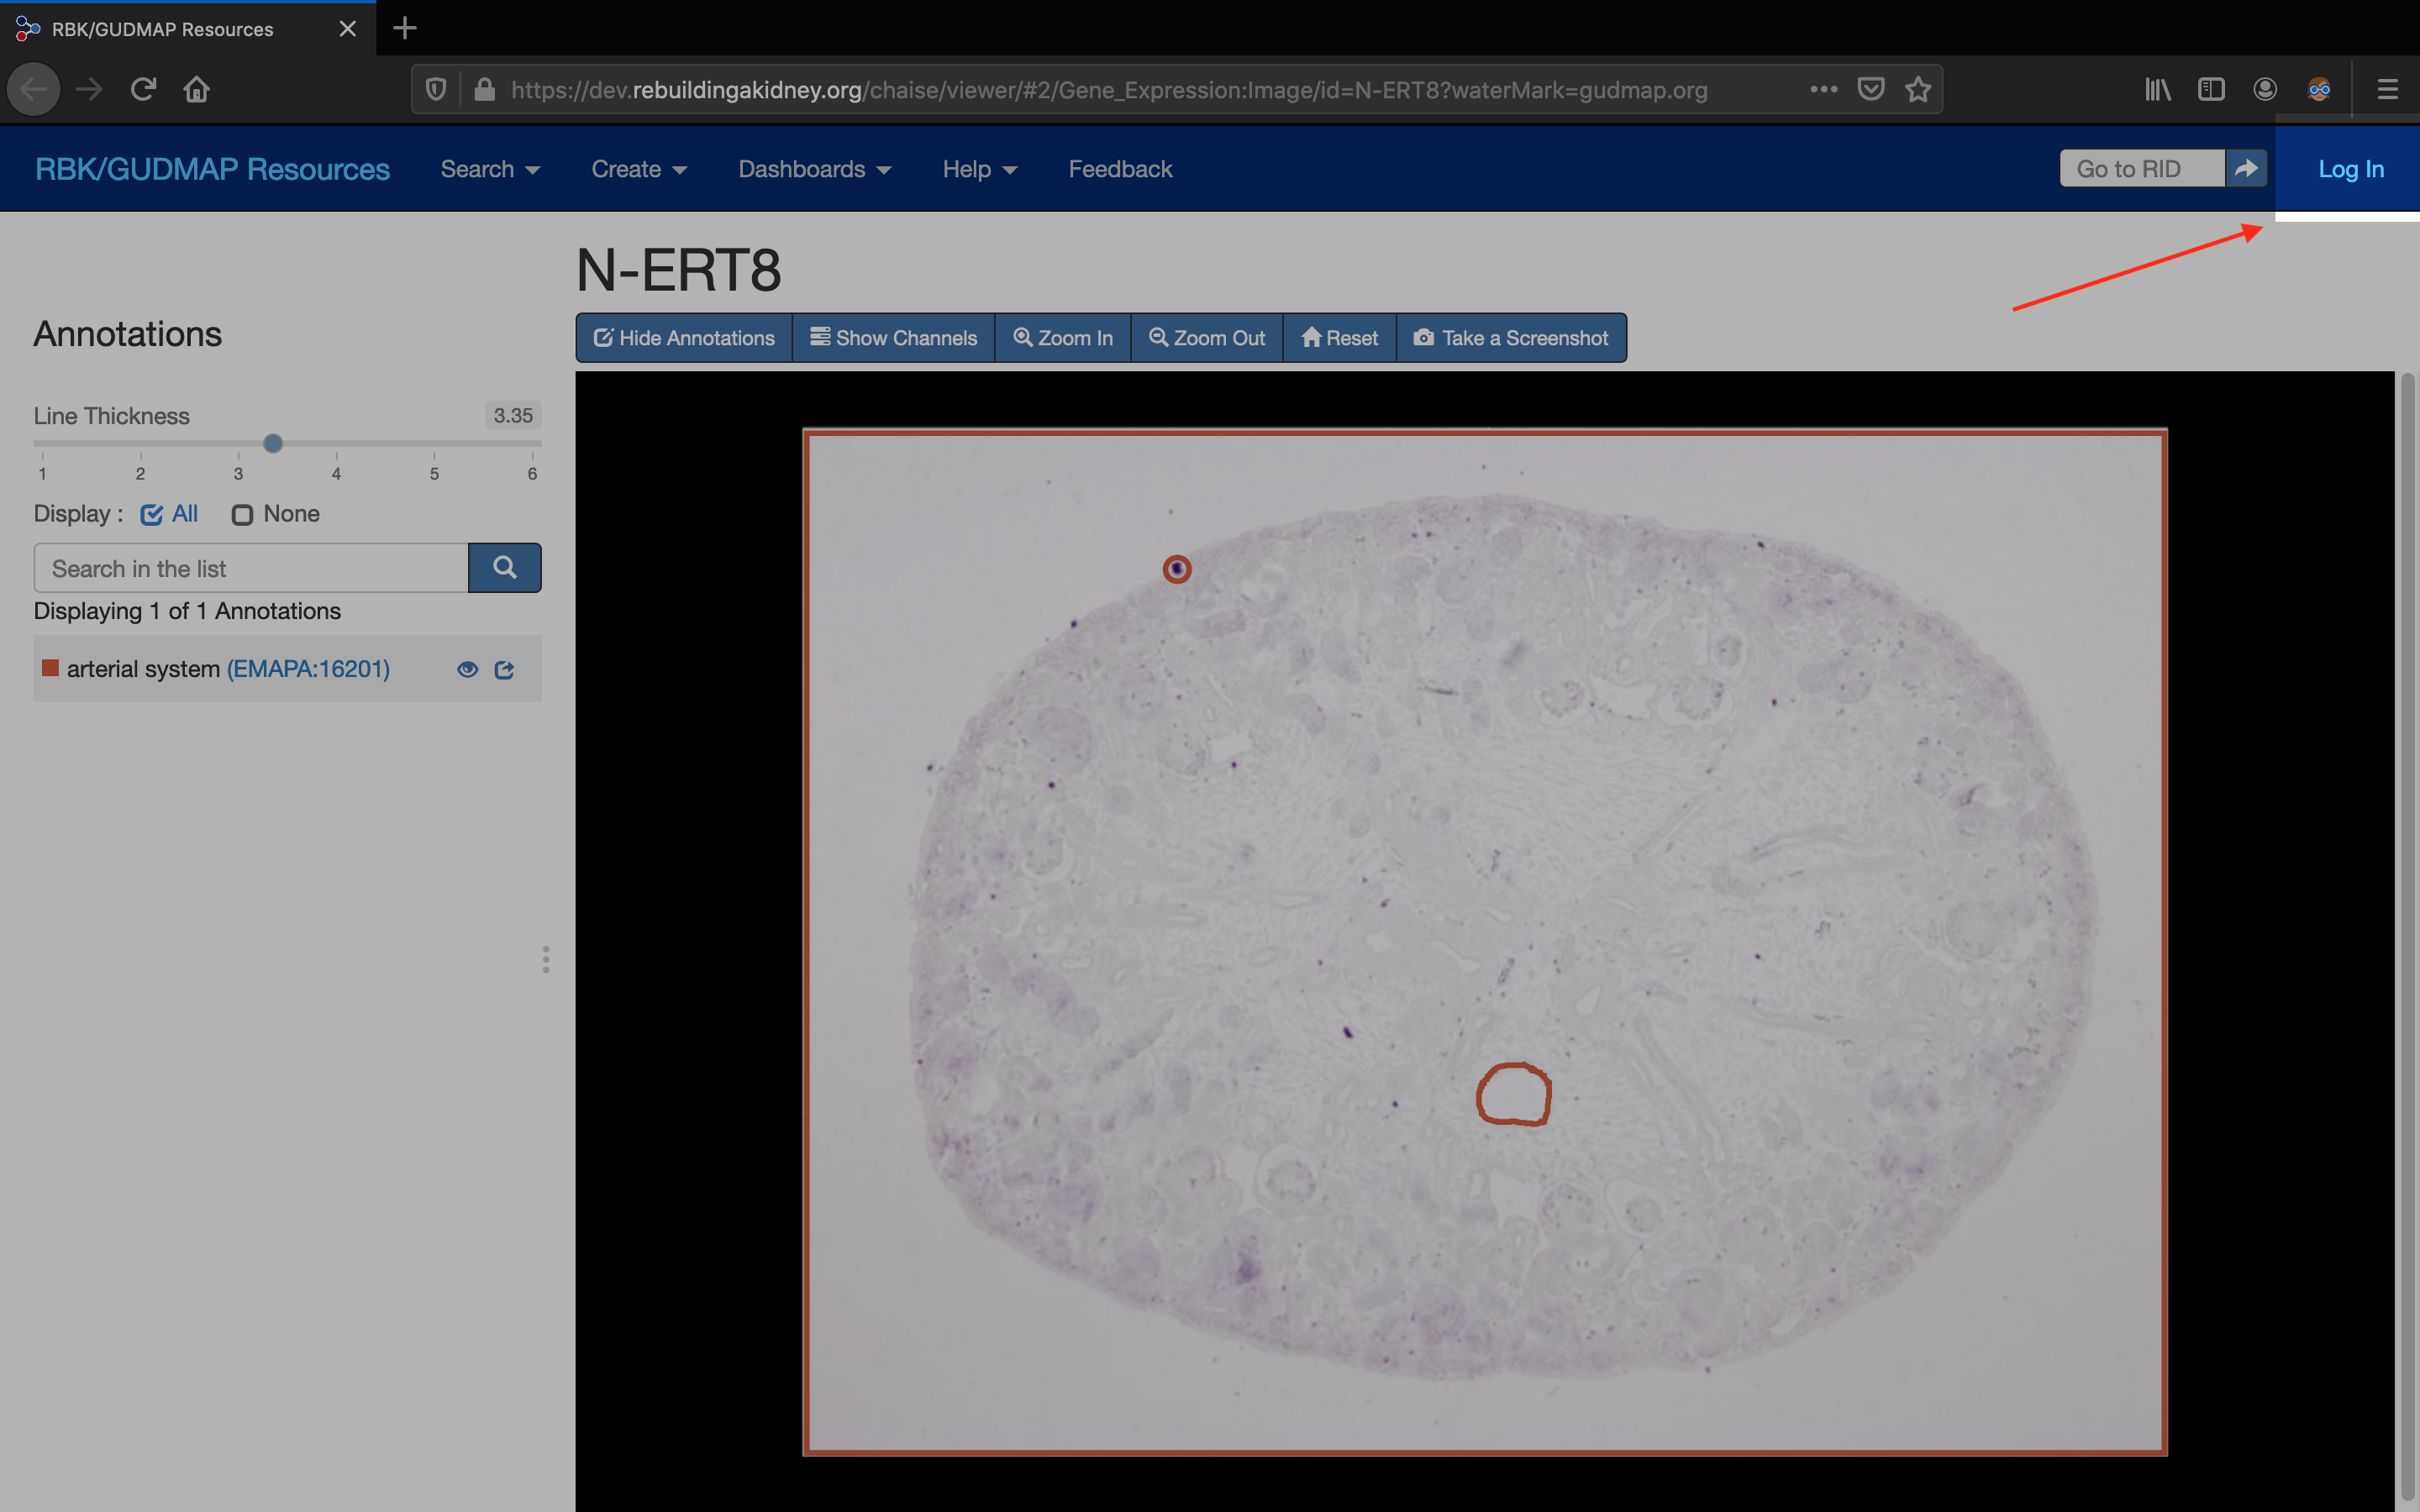 RBK/GUDMAP Resources
https://dev.rebuildingakidney.org/chaise/viewer/#2/Gene_Expression:Image/id=N-ERT8?waterMark=gudmap.org
RBK/GUDMAP Resources Search Create Dashboards Help Feedback Go to RID Log In
N-ERT8
Annotations
Hide Annotations Show Channels Zoom In Zoom Out Reset Take a Screenshot
Line Thickness 3.35
1 2 3 4 5 6
Display : All None
Search in the list
Displaying 1 of 1 Annotations
arterial system (EMAPA:16201)